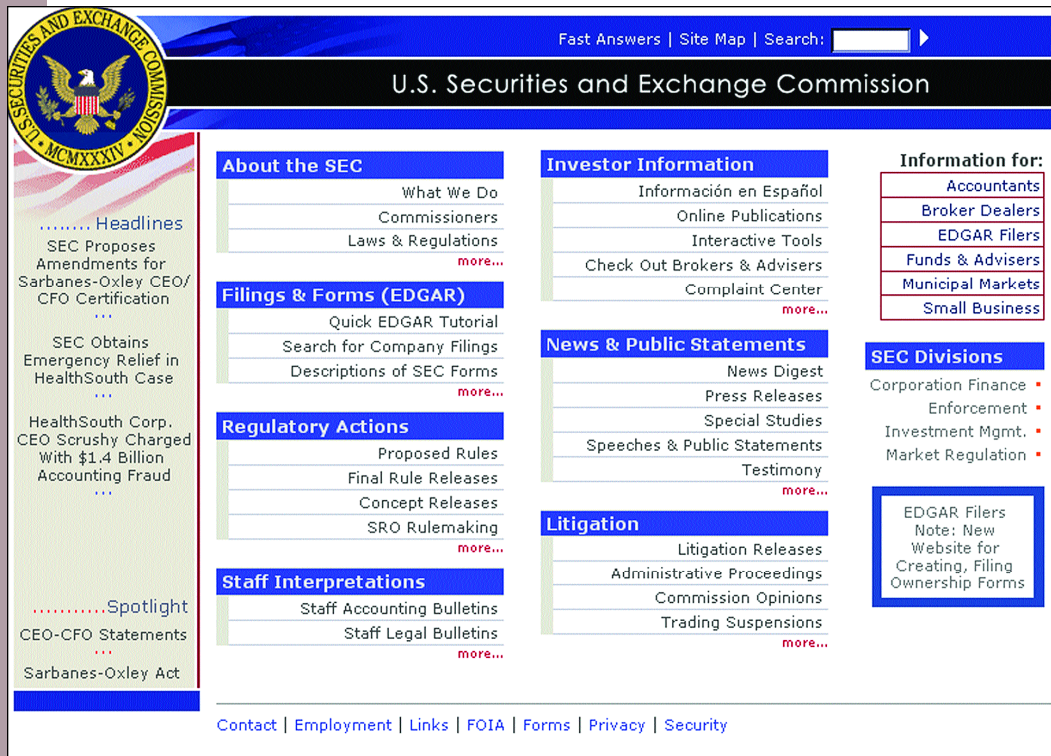 U.S. SECURITIES AND EXCHANGE COMMISSION
MCMXXXIV
Fast Answers | Site Map | Search:
U.S. Securities and Exchange Commission
........ Headlines
SEC Proposes
Amendments for
Sarbanes-Oxley CEO/
CFO Certification
...
SEC Obtains
Emergency Relief in
HealthSouth Case
...
HealthSouth Corp.
CEO Scrushy Charged
With $1.4 Billion
Accounting Fraud
...
...........Spotlight
CEO-CFO Statements
...
Sarbanes-Oxley Act
About the SEC
What We Do
Commissioners
Laws & Regulations
more...
Filings & Forms (EDGAR)
Quick EDGAR Tutorial
Search for Company Filings
Descriptions of SEC Forms
more...
Regulatory Actions
Proposed Rules
Final Rule Releases
Concept Releases
SRO Rulemaking
more...
Staff Interpretations
Staff Accounting Bulletins
Staff Legal Bulletins
more...
Investor Information
Información en Español
Online Publications
Interactive Tools
Check Out Brokers & Advisers
Complaint Center
more...
News & Public Statements
News Digest
Press Releases
Special Studies
Speeches & Public Statements
Testimony
more...
Litigation
Litigation Releases
Administrative Proceedings
Commission Opinions
Trading Suspensions
more...
Information for:
Accountants
Broker Dealers
EDGAR Filers
Funds & Advisers
Municipal Markets
Small Business
SEC Divisions
Corporation Finance
Enforcement
Investment Mgmt.
Market Regulation
EDGAR Filers
Note: New
Website for
Creating, Filing
Ownership Forms
Contact | Employment | Links | FOIA | Forms | Privacy | Security